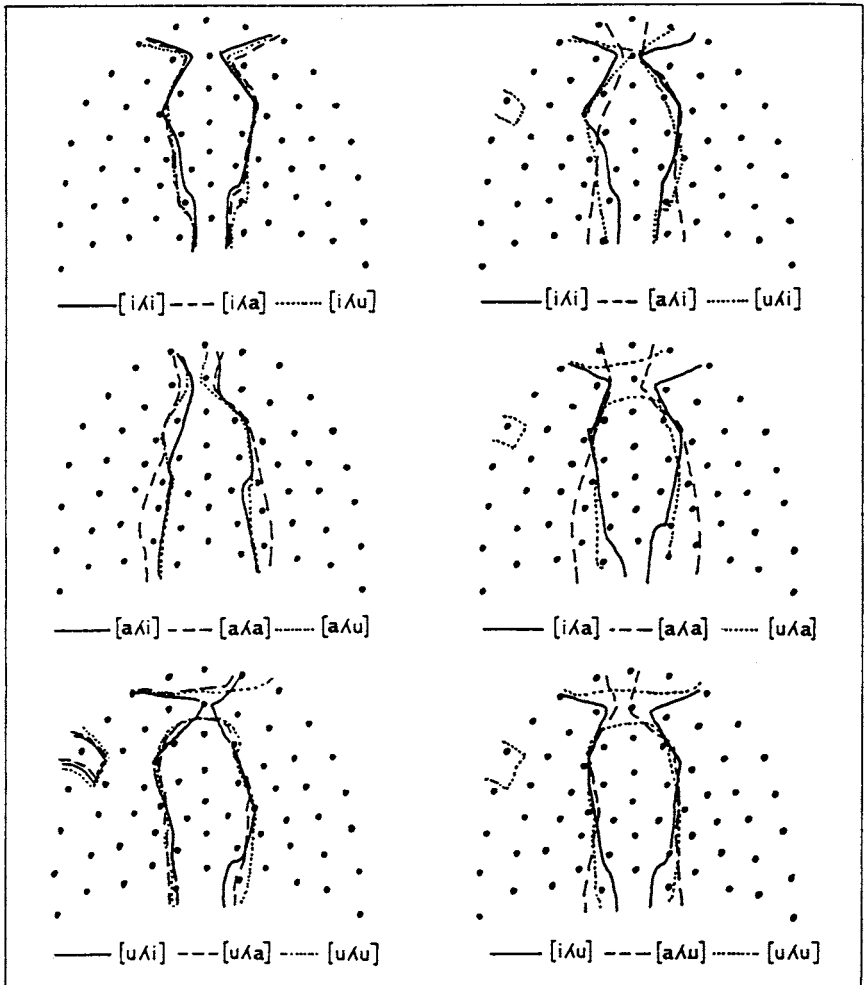 [iʎi] [iʎa] [iʎu]
[iʎi] [aʎi] [uʎi]
[aʎi] [aʎa] [aʎu]
[iʎa] [aʎa] [uʎa]
[uʎi] [uʎa] [uʎu]
[iʎu] [aʎu] [uʎu]